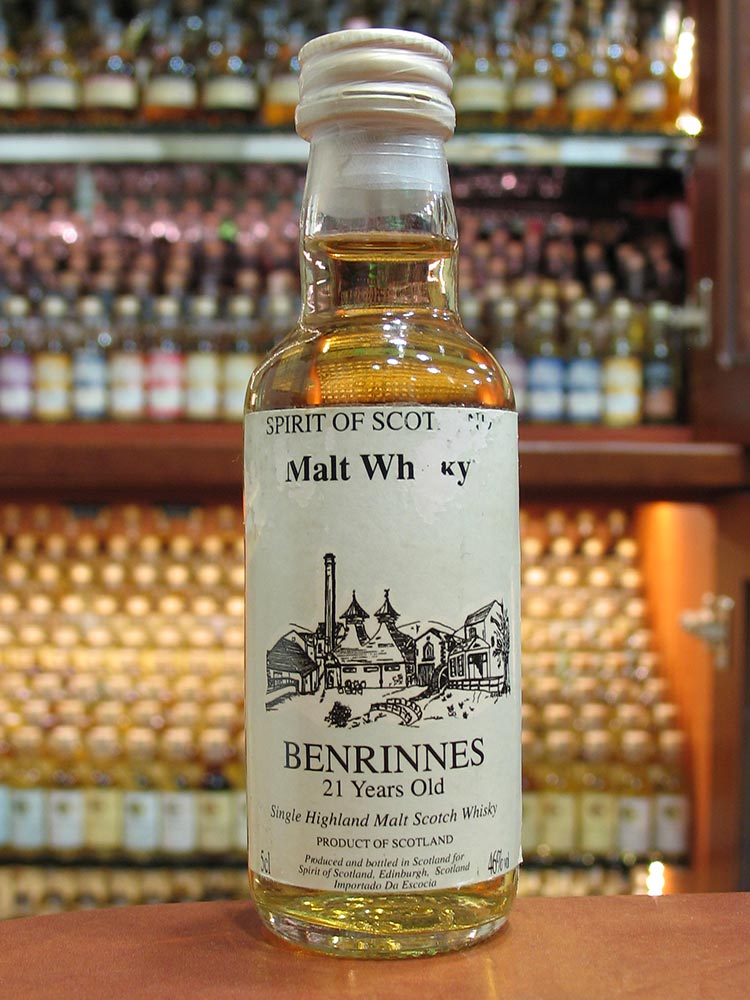 SPIRIT OF SCOT ND
Malt Wh ky
BENRINNES
21 Years Old
Single Highland Malt Scotch Whisky
PRODUCT OF SCOTLAND
Produced and bottled in Scotland for
5cl Spirit of Scotland, Edinburgh, Scotland 46% vol
Importado Da Escocia